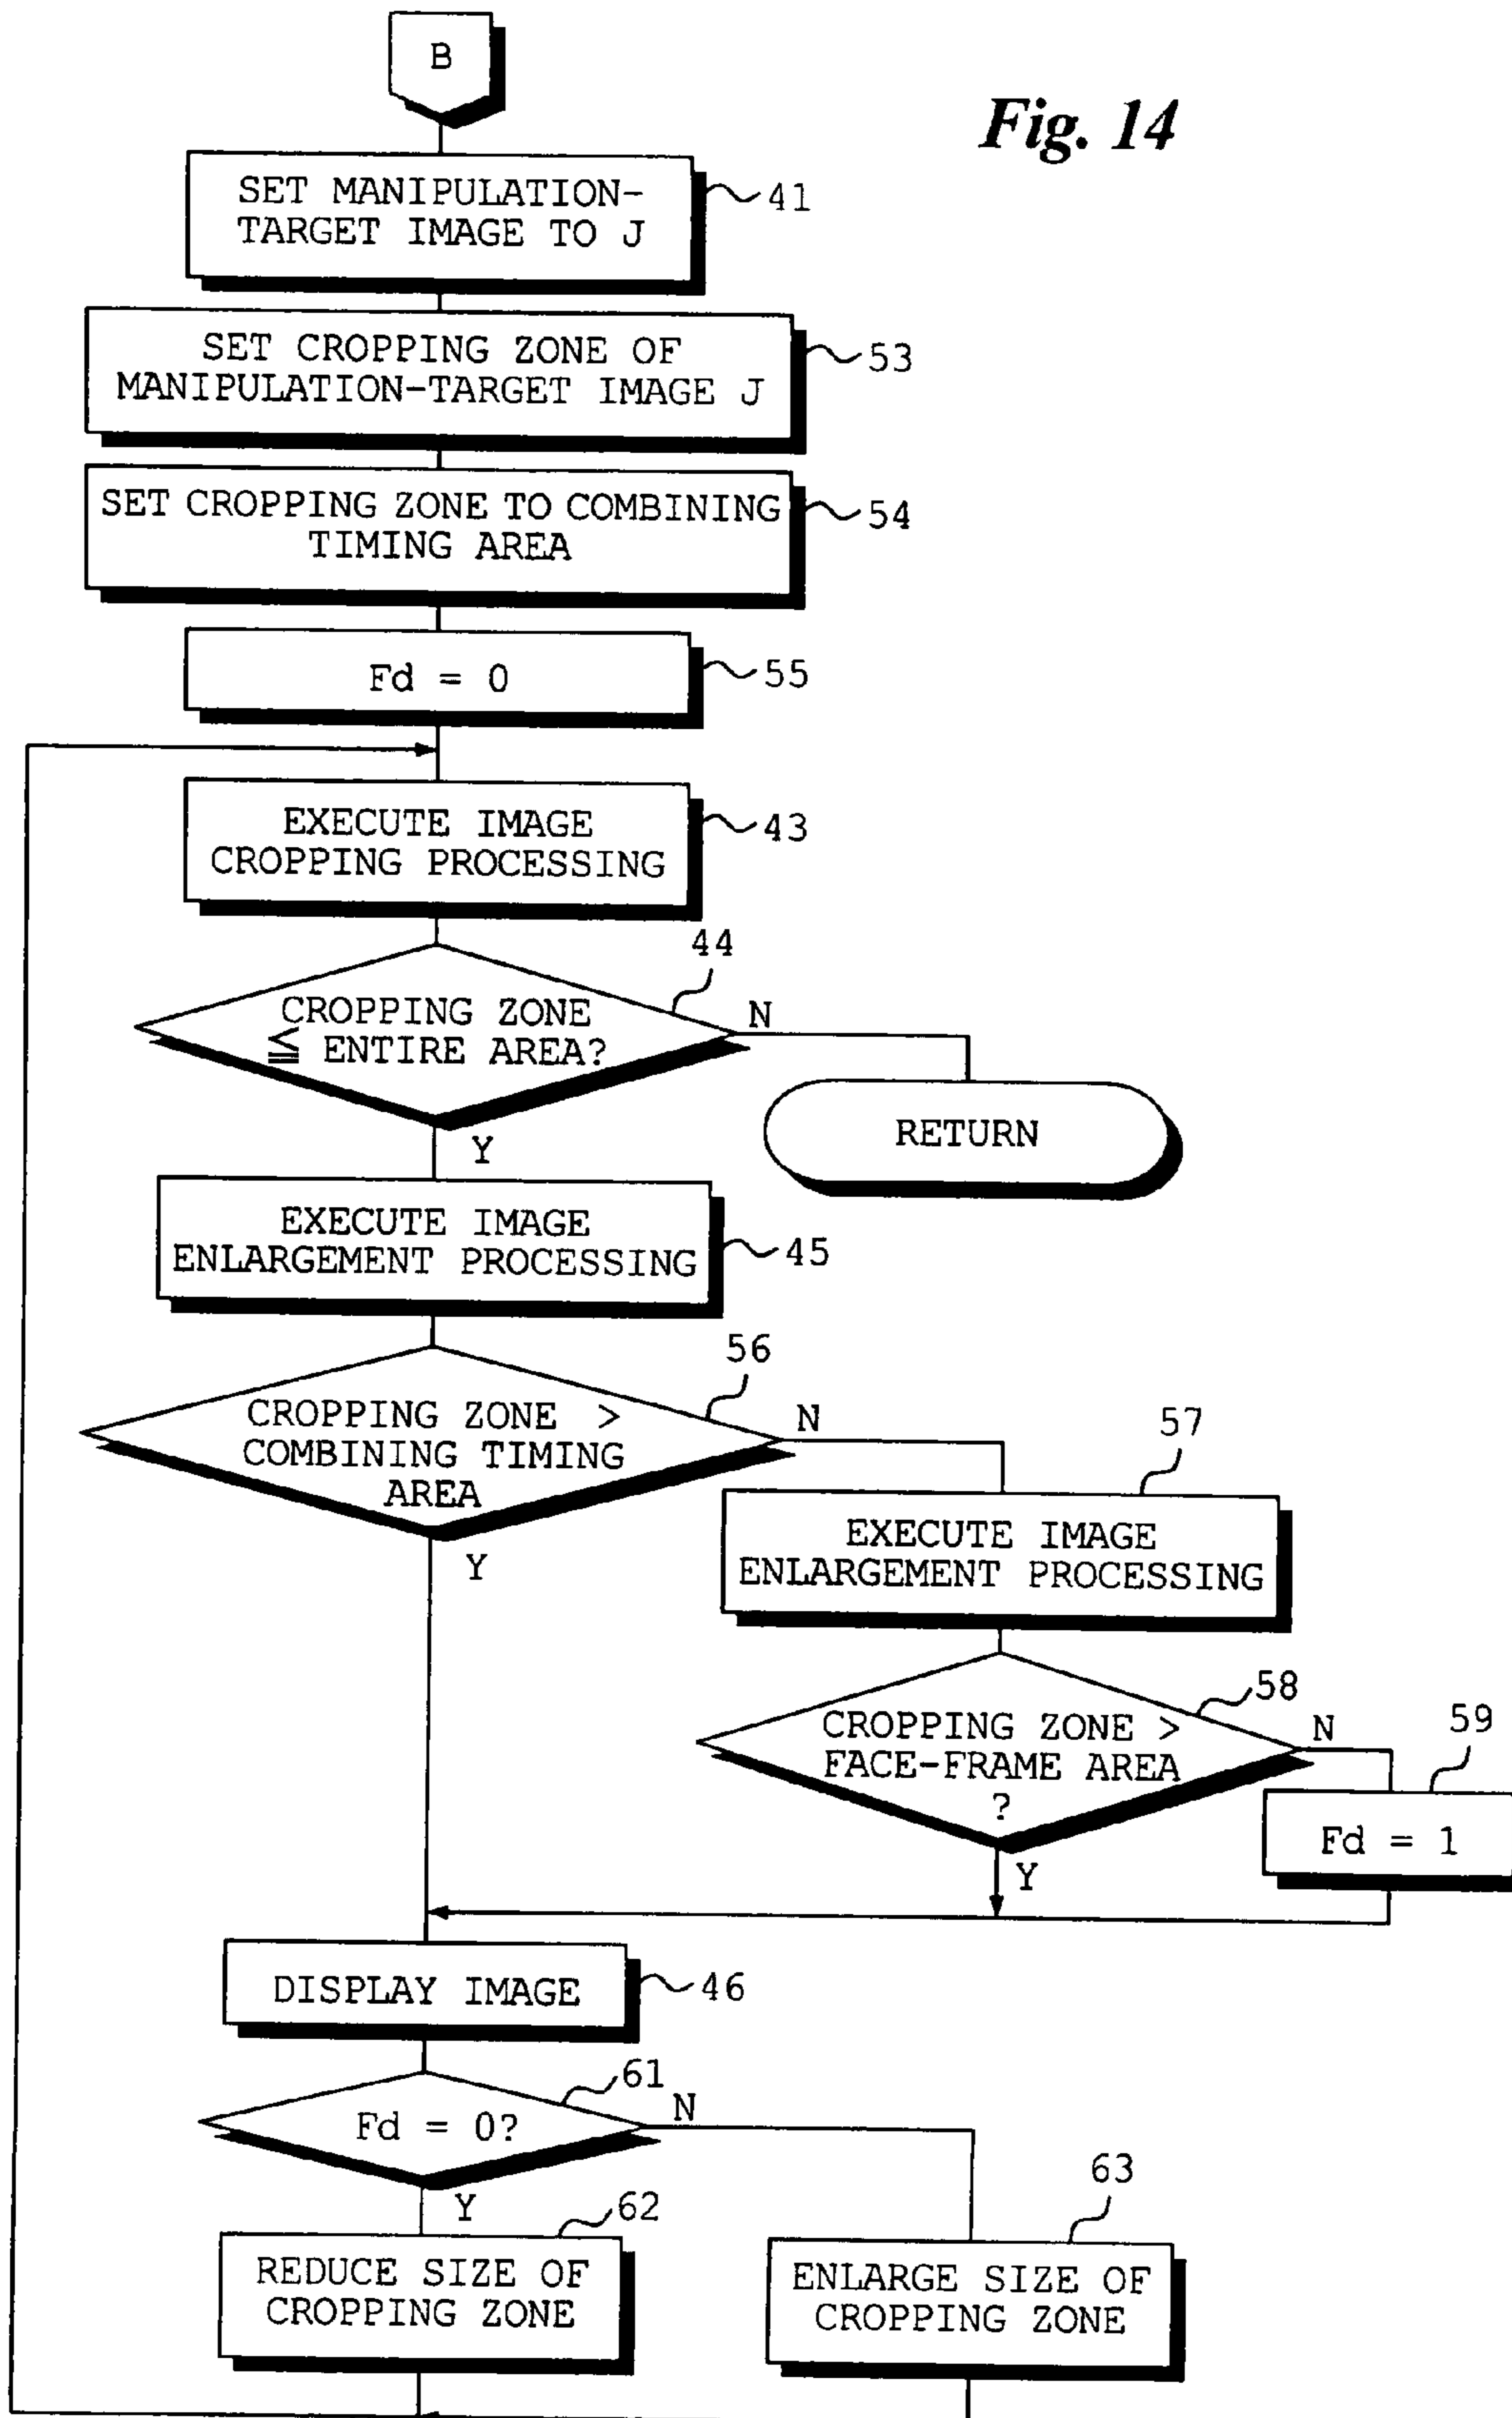 B
Fig. 14
SET MANIPULATION-
TARGET IMAGE TO J
41
SET CROPPING ZONE OF
MANIPULATION-TARGET IMAGE J
53
SET CROPPING ZONE TO COMBINING
TIMING AREA
54
Fd = 0
55
EXECUTE IMAGE
CROPPING PROCESSING
43
44
CROPPING ZONE
≦ ENTIRE AREA?
N
RETURN
Y
EXECUTE IMAGE
ENLARGEMENT PROCESSING
45
56
CROPPING ZONE >
COMBINING TIMING
AREA
N
Y
57
EXECUTE IMAGE
ENLARGEMENT PROCESSING
58
CROPPING ZONE >
FACE-FRAME AREA
?
N
Y
59
Fd = 1
DISPLAY IMAGE
46
61
Fd = 0?
N
Y
62
REDUCE SIZE OF
CROPPING ZONE
63
ENLARGE SIZE OF
CROPPING ZONE